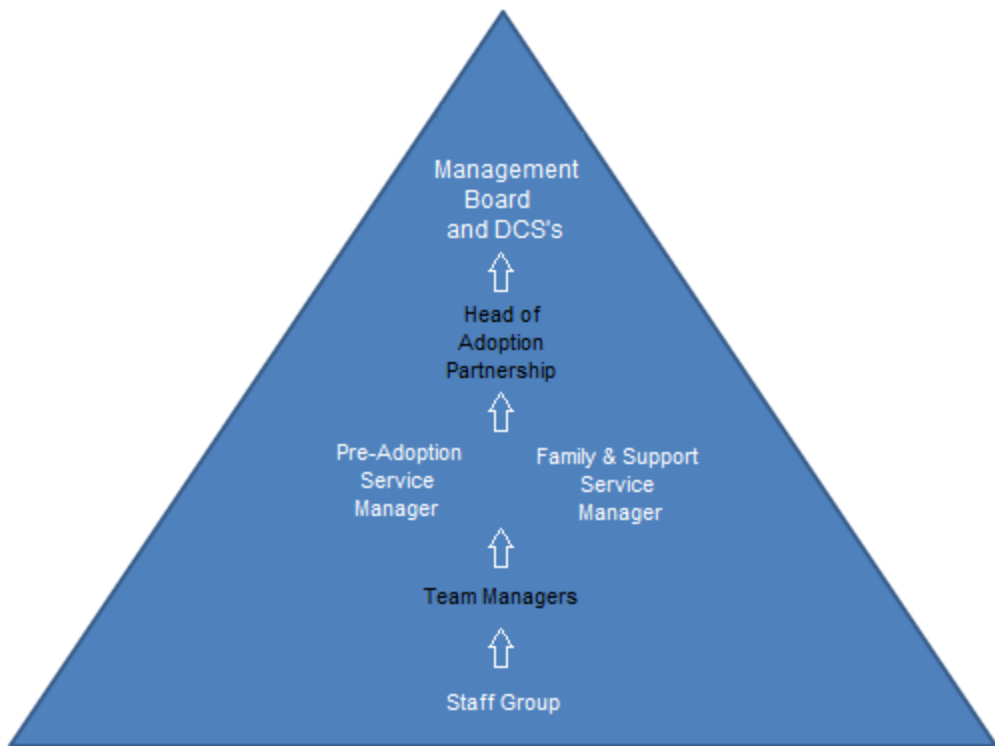 Management
Board
and DCS's
Head of
Adoption
Partnership
Pre-Adoption
Service
Manager
Family & Support
Service
Manager
Team Managers
Staff Group